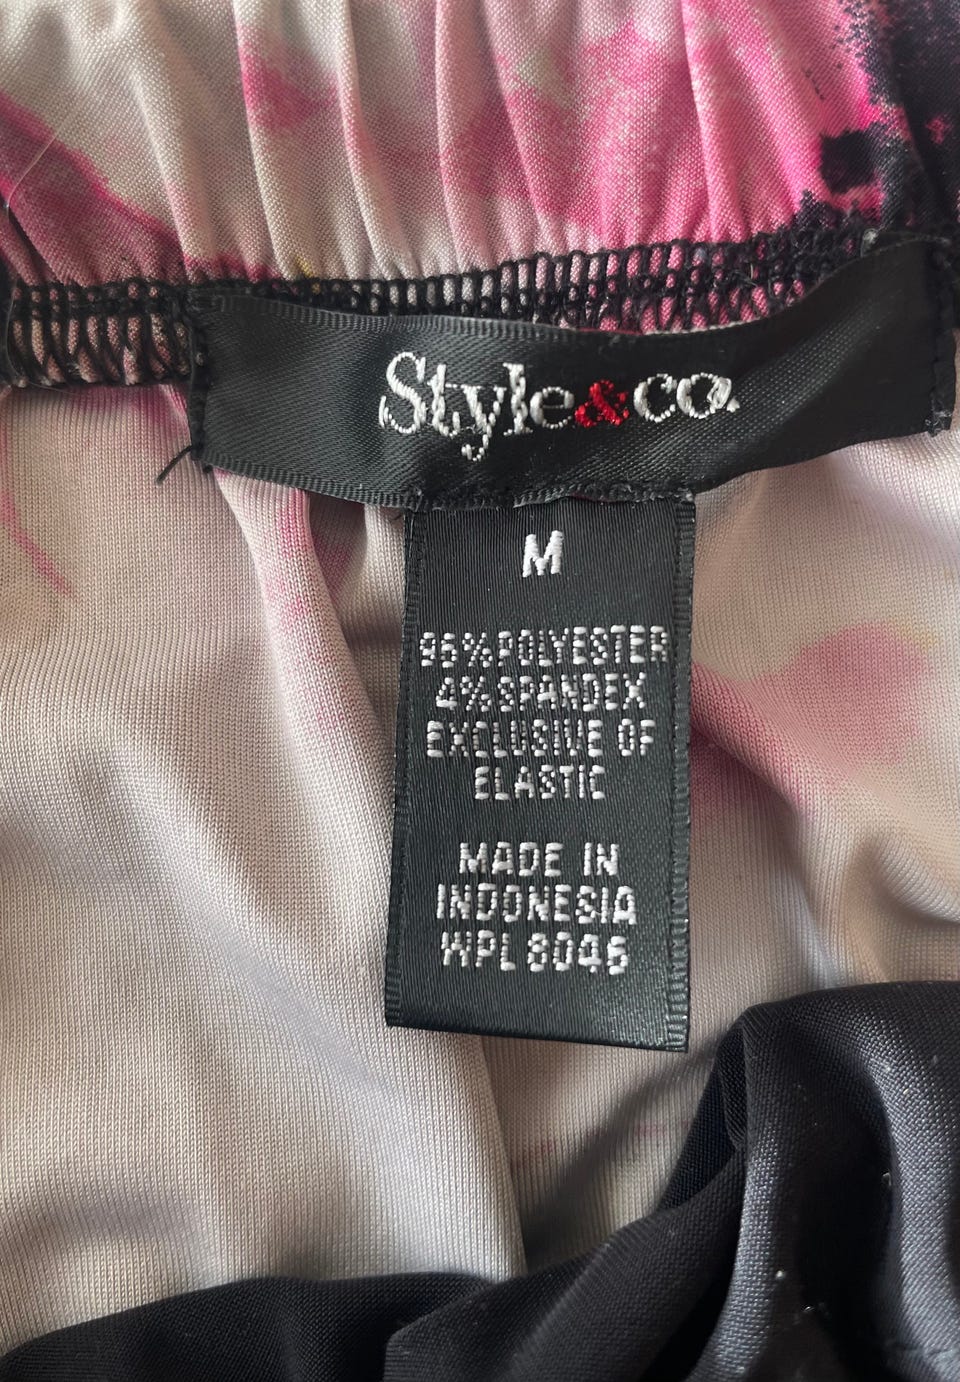 Style&co.
M
96% POLYESTER
4% SPANDEX
EXCLUSIVE OF
ELASTIC
MADE IN
INDONESIA
WPL 8046